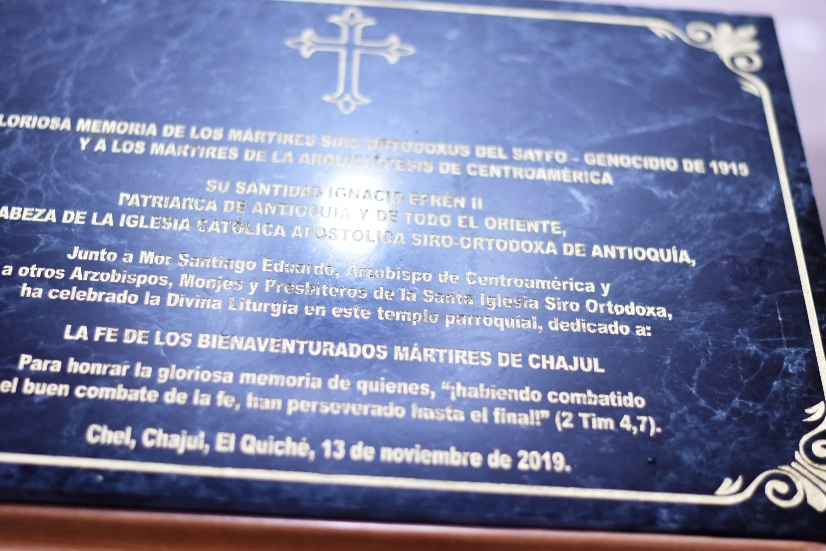 LORIOSA MEMORIA DE LOS MÁRTIRES SIRO ORTODOXOS DEL SAYFO - GENOCIDIO DE 1915
Y A LOS MÁRTIRES DE LA ARQUIDIÓCESIS DE CENTROAMÉRICA
SU SANTIDAD IGNACIO EFRÉN II
PATRIARCA DE ANTIOQUIA Y DE TODO EL ORIENTE,
ABEZA DE LA IGLESIA CATÓLICA APOSTÓLICA SIRO-ORTODOXA DE ANTIOQUÍA,
Junto a Mor Santiago Eduardo, Arzobispo de Centroamérica y
a otros Arzobispos, Monjes y Presbíteros de la Santa Iglesia Siro Ortodoxa,
ha celebrado la Divina Liturgia en este templo parroquial, dedicado a:
LA FE DE LOS BIENAVENTURADOS MÁRTIRES DE CHAJUL
Para honrar la gloriosa memoria de quienes, “¡habiendo combatido
el buen combate de la fe, han perseverado hasta el final!” (2 Tim 4,7).
Chel, Chajul, El Quiché, 13 de noviembre de 2019.